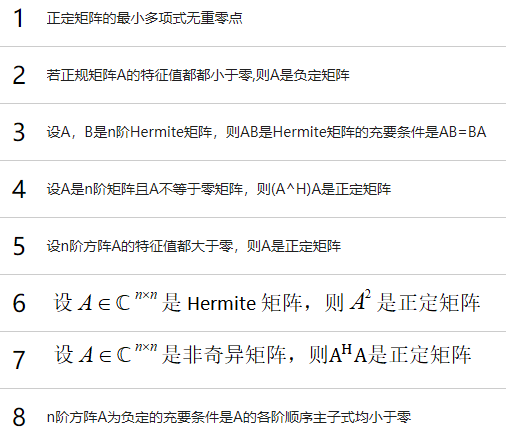 1 正定矩阵的最小多项式无重零点
2 若正规矩阵A的特征值都都小于零,则A是负定矩阵
3 设A，B是n阶Hermite矩阵，则AB是Hermite矩阵的充要条件是AB=BA
4 设A是n阶矩阵且A不等于零矩阵，则(A^H)A是正定矩阵
5 设n阶方阵A的特征值都大于零，则A是正定矩阵
6 设 A∈ℂ^{n×n} 是 Hermite 矩阵，则 A² 是正定矩阵
7 设 A∈ℂ^{n×n} 是非奇异矩阵，则AᴴA是正定矩阵
8 n阶方阵A为负定的充要条件是A的各阶顺序主子式均小于零